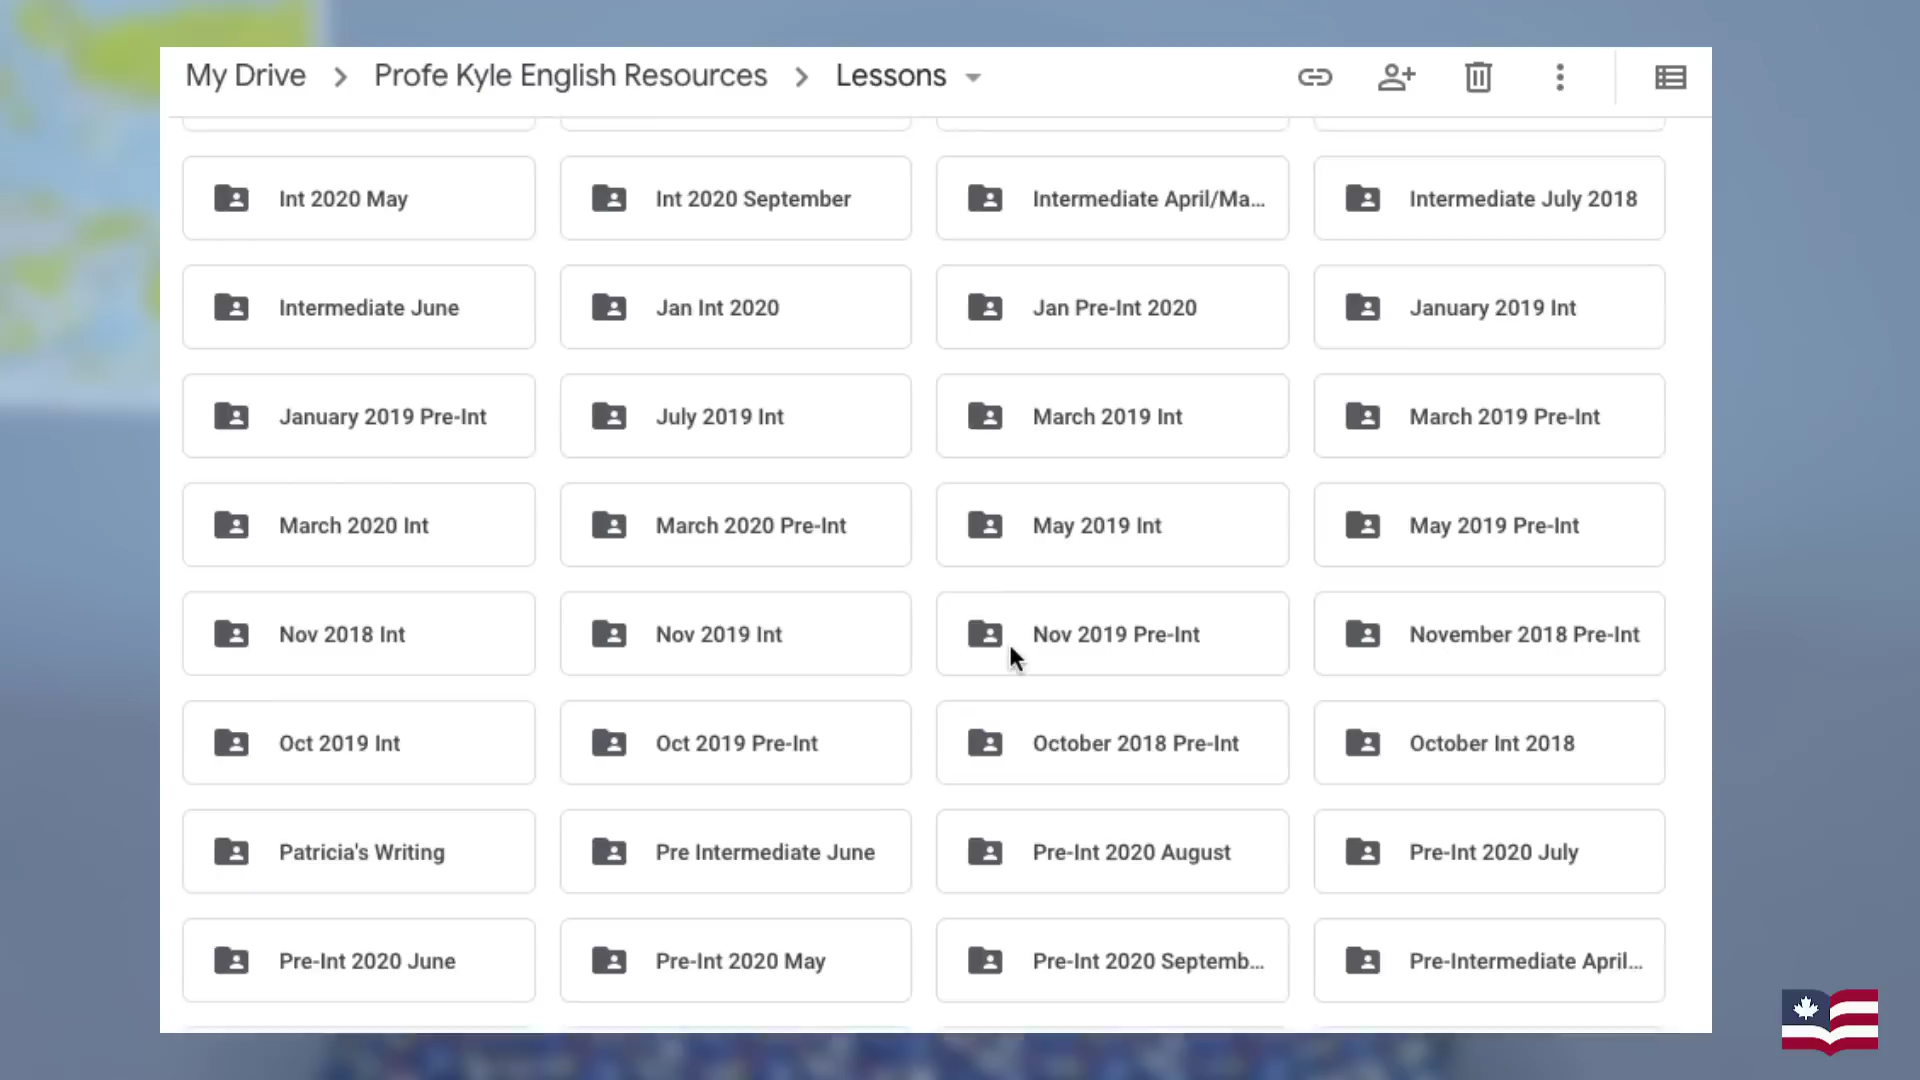 My Drive > Profe Kyle English Resources > Lessons
Int 2020 May
Int 2020 September
Intermediate April/Ma...
Intermediate July 2018
Intermediate June
Jan Int 2020
Jan Pre-Int 2020
January 2019 Int
January 2019 Pre-Int
July 2019 Int
March 2019 Int
March 2019 Pre-Int
March 2020 Int
March 2020 Pre-Int
May 2019 Int
May 2019 Pre-Int
Nov 2018 Int
Nov 2019 Int
Nov 2019 Pre-Int
November 2018 Pre-Int
Oct 2019 Int
Oct 2019 Pre-Int
October 2018 Pre-Int
October Int 2018
Patricia's Writing
Pre Intermediate June
Pre-Int 2020 August
Pre-Int 2020 July
Pre-Int 2020 June
Pre-Int 2020 May
Pre-Int 2020 Septemb...
Pre-Intermediate April...